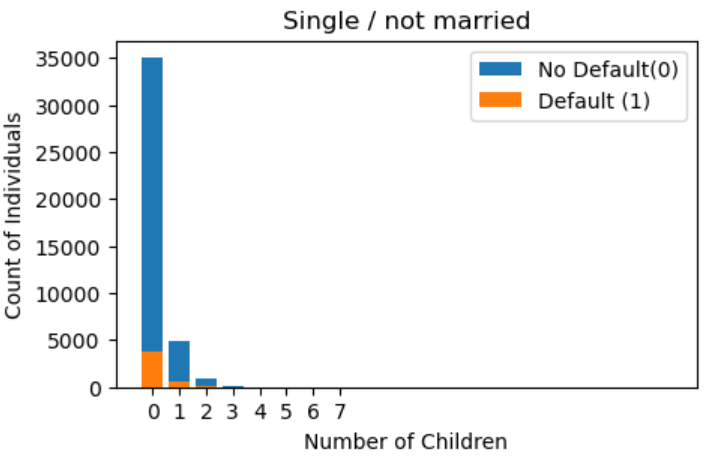 Single / not married
No Default(0)
Default (1)
Count of Individuals
35000
30000
25000
20000
15000
10000
5000
0
0 1 2 3 4 5 6 7
Number of Children